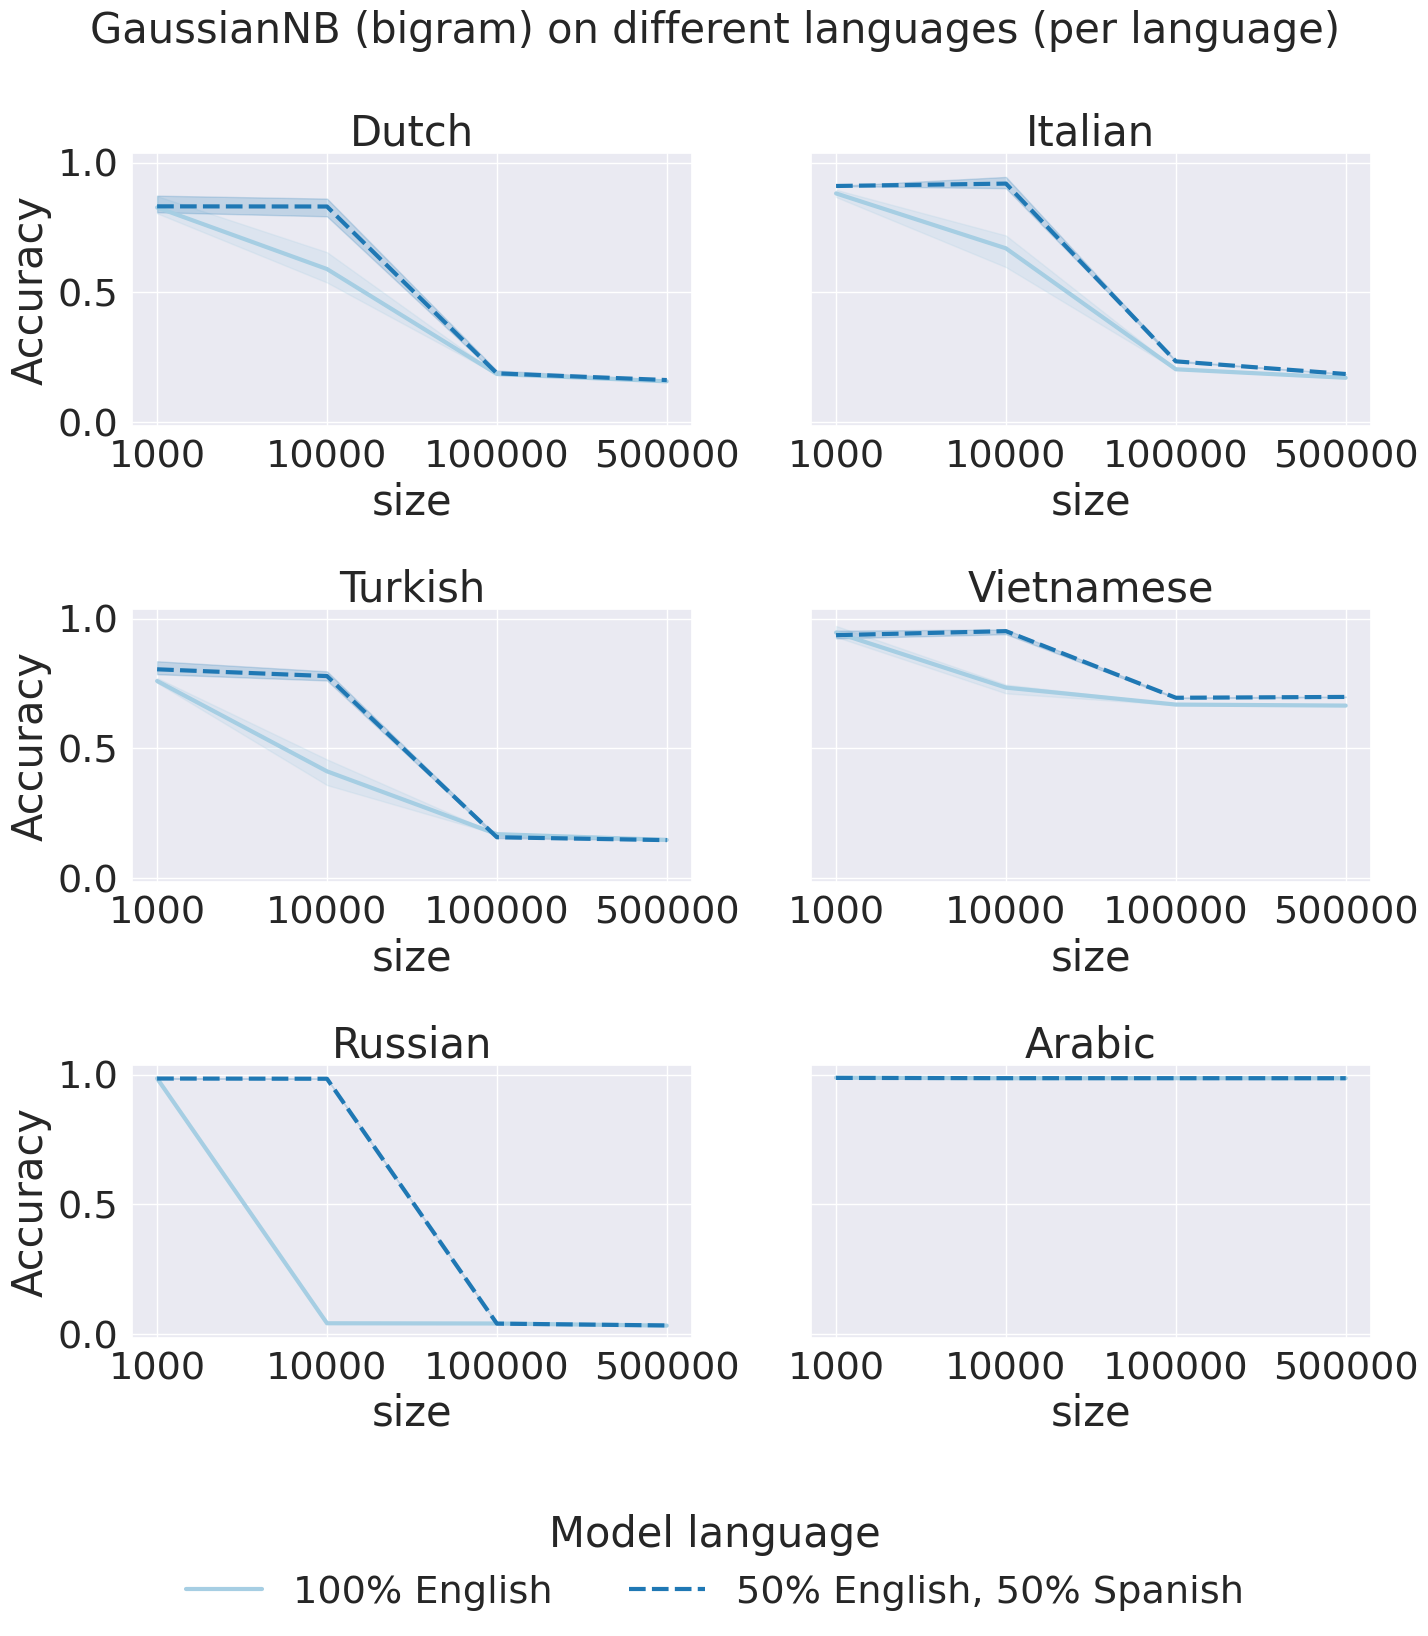 GaussianNB (bigram) on different languages (per language)
Dutch
Italian
Accuracy
1.0
0.5
0.0
1000 10000 100000 500000
size
1000 10000 100000 500000
size
Turkish
Vietnamese
Accuracy
1.0
0.5
0.0
1000 10000 100000 500000
size
1000 10000 100000 500000
size
Russian
Arabic
Accuracy
1.0
0.5
0.0
1000 10000 100000 500000
size
1000 10000 100000 500000
size
Model language
100% English
50% English, 50% Spanish